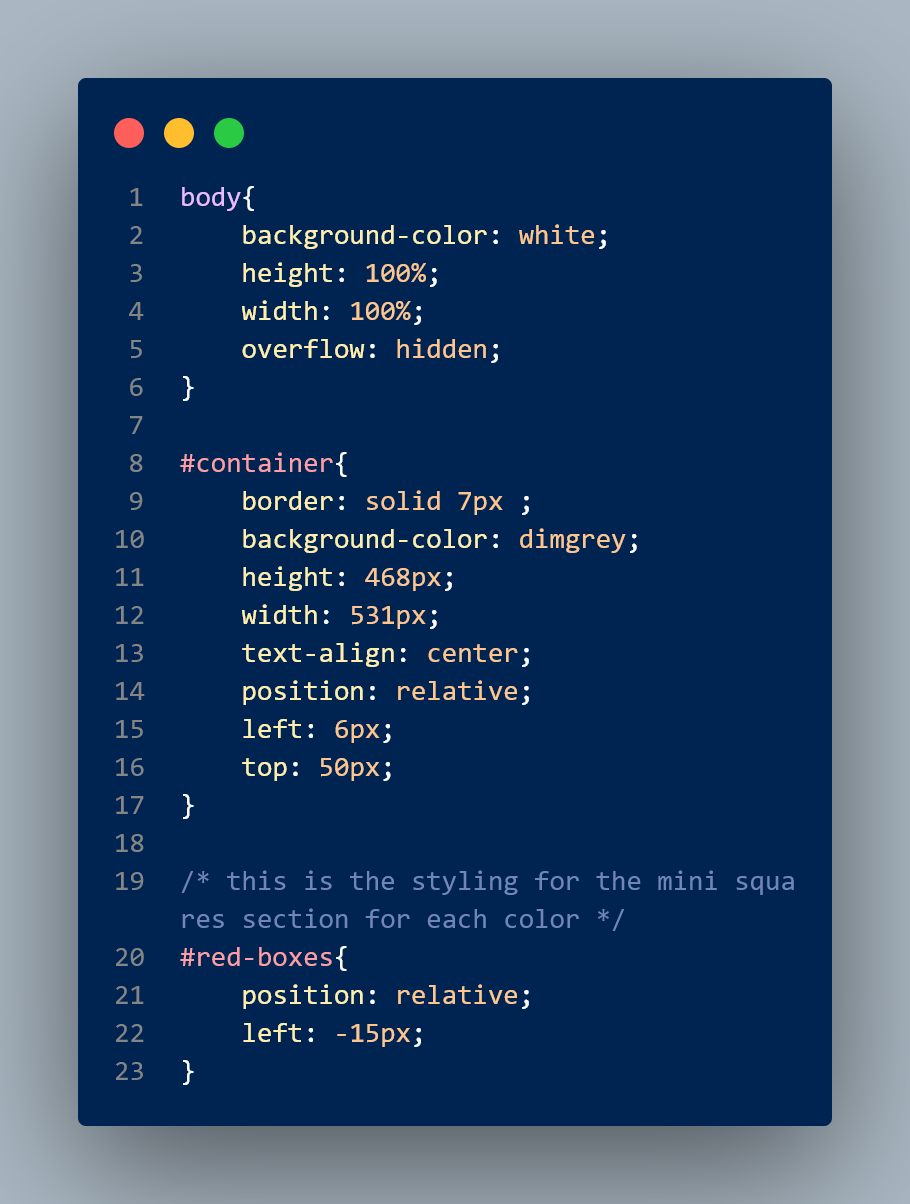 1 body{
2     background-color: white;
3     height: 100%;
4     width: 100%;
5     overflow: hidden;
6 }
7
8 #container{
9     border: solid 7px ;
10     background-color: dimgrey;
11     height: 468px;
12     width: 531px;
13     text-align: center;
14     position: relative;
15     left: 6px;
16     top: 50px;
17 }
18
19 /* this is the styling for the mini squa
res section for each color */
20 #red-boxes{
21     position: relative;
22     left: -15px;
23 }